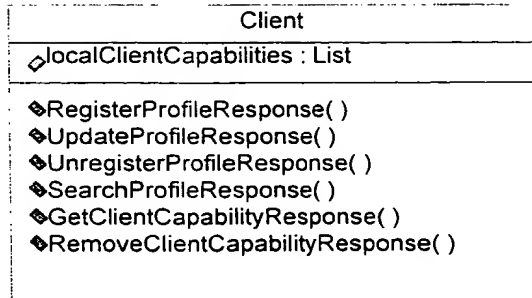 Client
localClientCapabilities : List
RegisterProfileResponse( )
UpdateProfileResponse( )
UnregisterProfileResponse( )
SearchProfileResponse( )
GetClientCapabilityResponse( )
RemoveClientCapabilityResponse( )